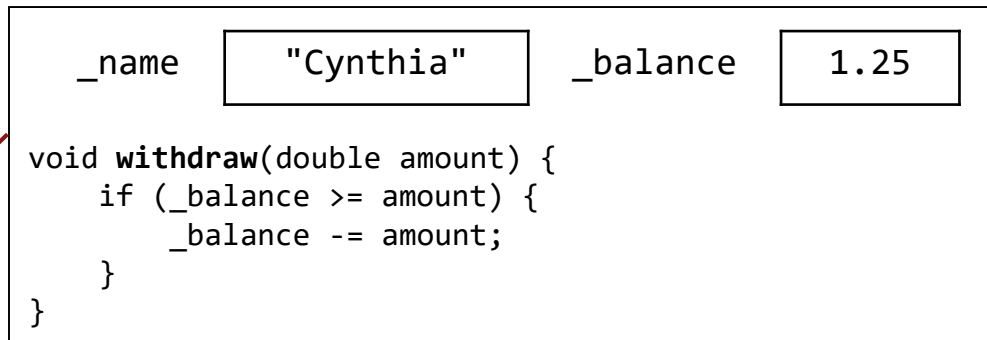 _name "Cynthia" _balance 1.25
void withdraw(double amount) {
    if (_balance >= amount) {
        _balance -= amount;
    }
}